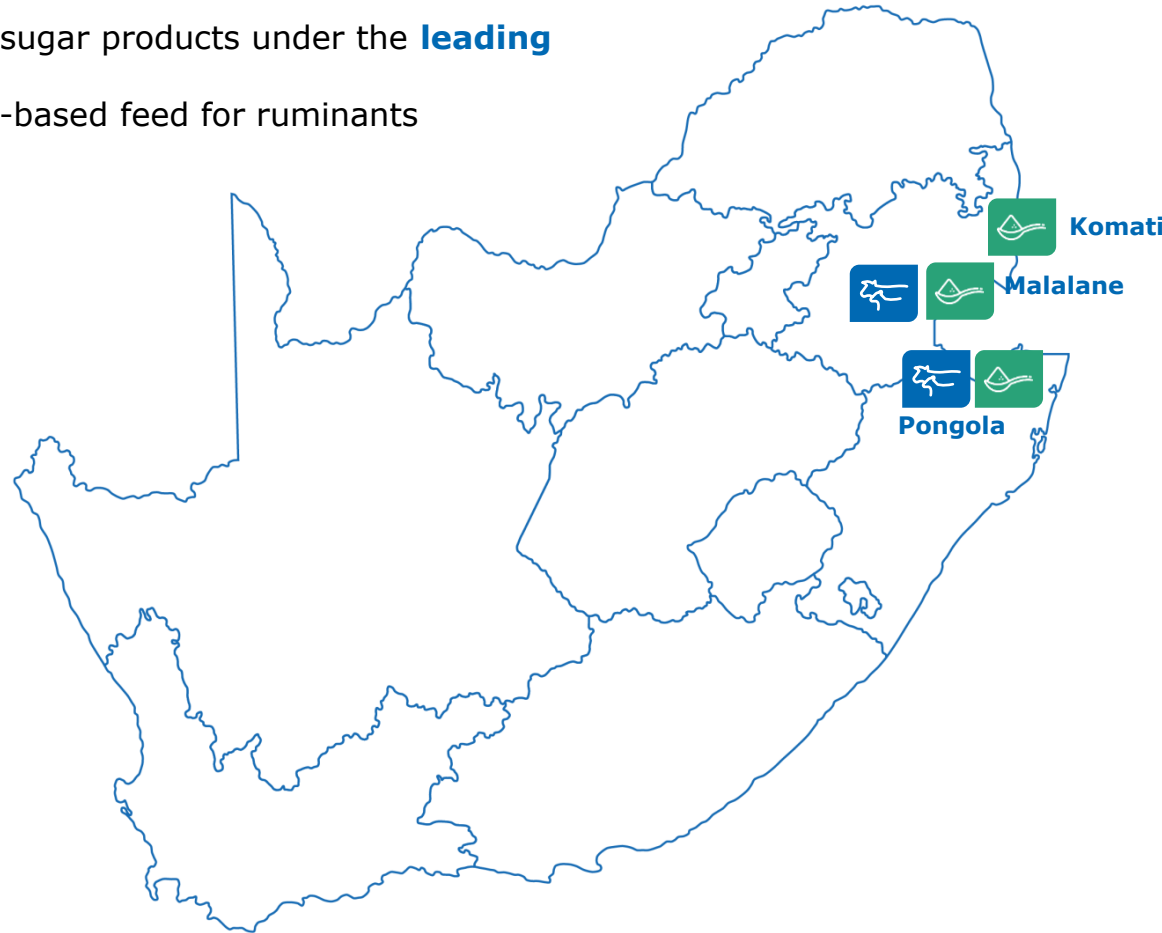 sugar products under the leading
-based feed for ruminants
Komati
Malalane
Pongola